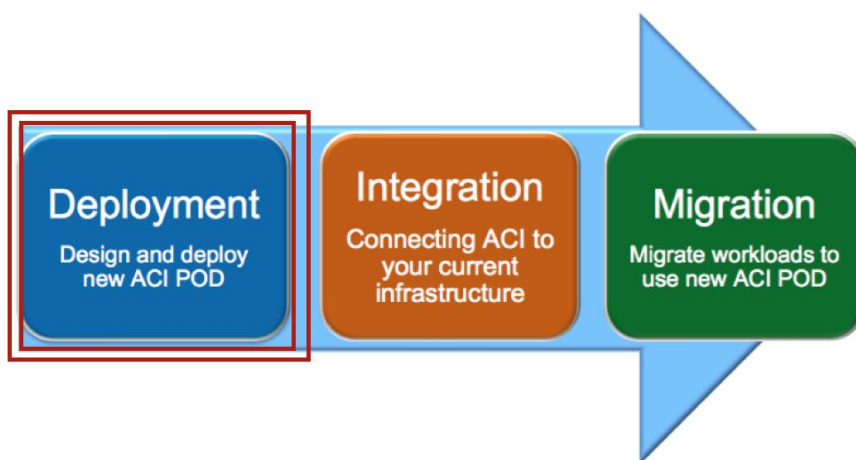 Deployment
Design and deploy
new ACI POD
Integration
Connecting ACI to
your current
infrastructure
Migration
Migrate workloads to
use new ACI POD